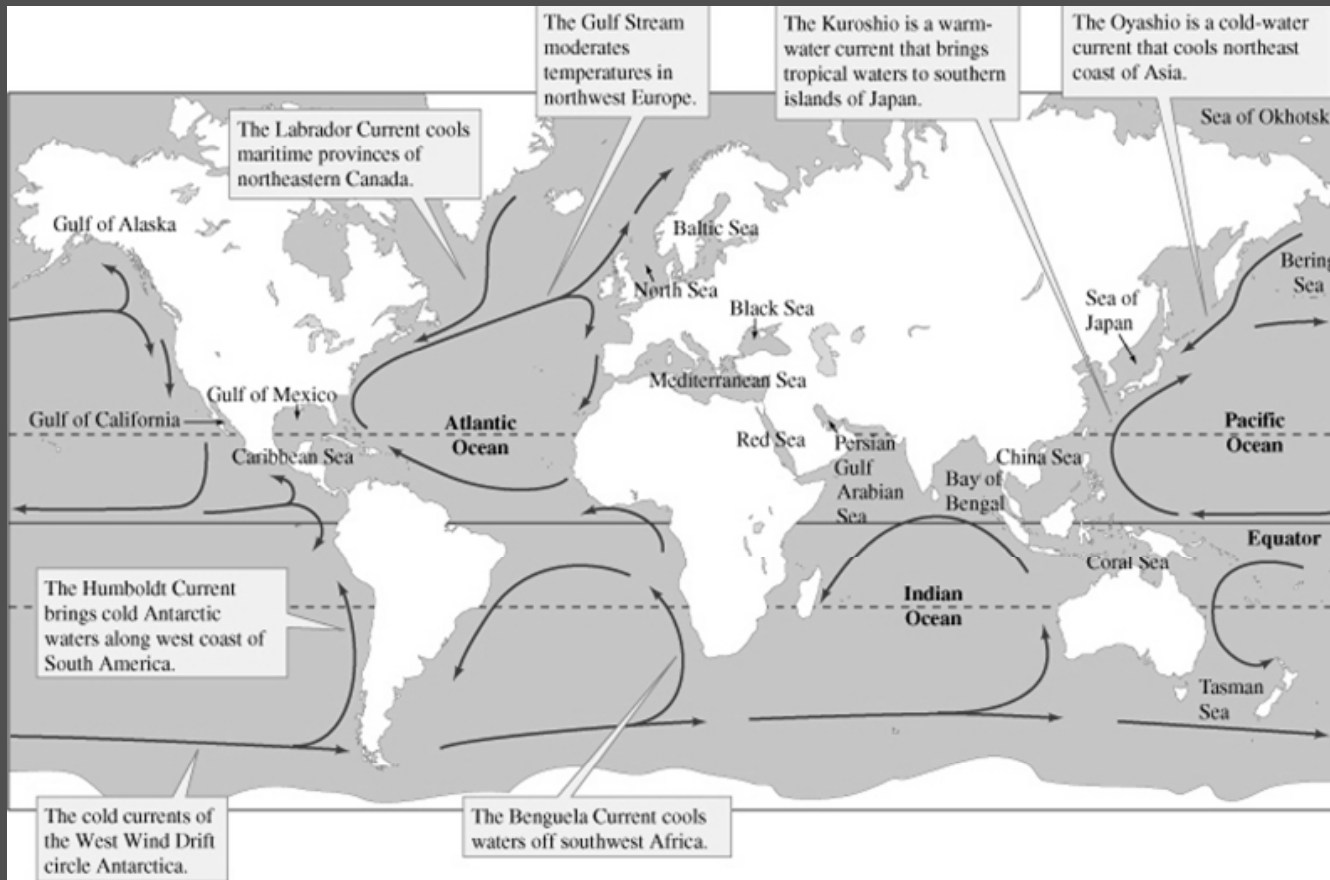 The Gulf Stream
moderates
temperatures in
northwest Europe.
The Kuroshio is a warm-
water current that brings
tropical waters to southern
islands of Japan.
The Oyashio is a cold-water
current that cools northeast
coast of Asia.
The Labrador Current cools
maritime provinces of
northeastern Canada.
Sea of Okhotsk
Gulf of Alaska
Baltic Sea
North Sea
Bering
Sea
Black Sea
Sea of
Japan
Mediterranean Sea
Gulf of Mexico
Gulf of California
Atlantic
Ocean
Pacific
Ocean
Red Sea
Persian
Gulf
Caribbean Sea
China Sea
Arabian
Sea
Bay of
Bengal
Equator
Coral Sea
The Humboldt Current
brings cold Antarctic
waters along west coast of
South America.
Indian
Ocean
Tasman
Sea
The cold currents of
the West Wind Drift
circle Antarctica.
The Benguela Current cools
waters off southwest Africa.